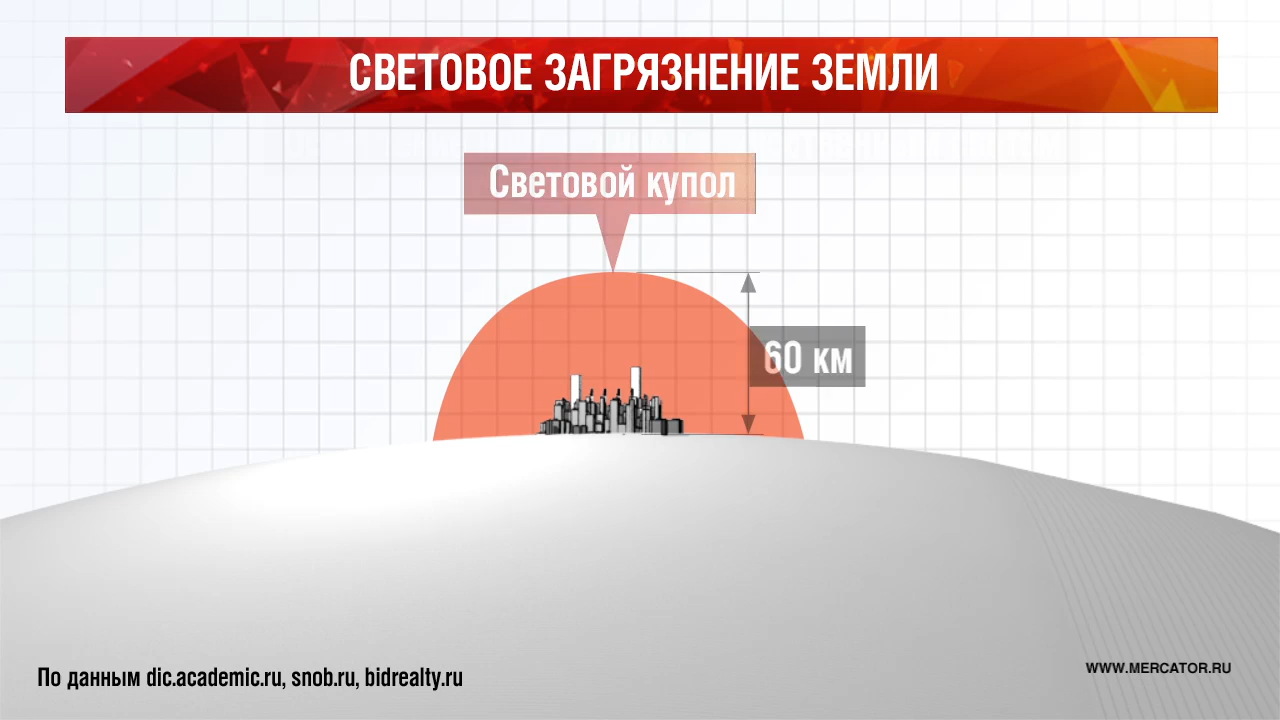 СВЕТОВОЕ ЗАГРЯЗНЕНИЕ ЗЕМЛИ
Световой купол
60 км
По данным dic.academic.ru, snob.ru, bidrealty.ru
WWW.MERCATOR.RU